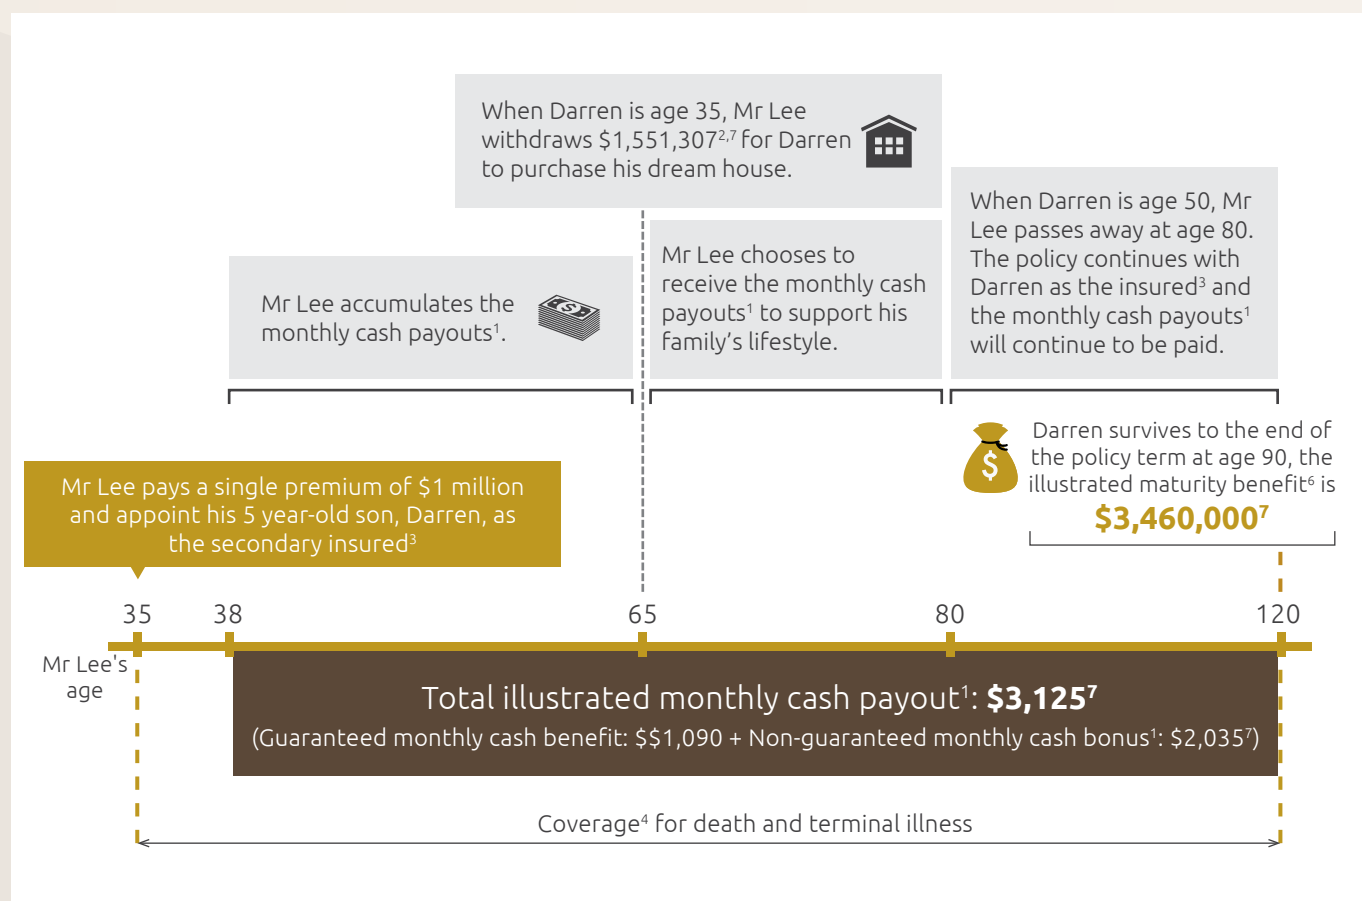 When Darren is age 35, Mr Lee
withdraws $1,551,307²,⁷ for Darren
to purchase his dream house.
When Darren is age 50, Mr
Lee passes away at age 80.
The policy continues with
Darren as the insured³ and
the monthly cash payouts¹
will continue to be paid.
Mr Lee chooses to
receive the monthly cash
payouts¹ to support his
family’s lifestyle.
Mr Lee accumulates the
monthly cash payouts¹.
$
Darren survives to the end of
the policy term at age 90, the
illustrated maturity benefit⁶ is
$3,460,000⁷
$
Mr Lee pays a single premium of $1 million
and appoint his 5 year-old son, Darren, as
the secondary insured³
35 38 65 80 120
Mr Lee's
age
Total illustrated monthly cash payout¹: $3,125⁷
(Guaranteed monthly cash benefit: $$1,090 + Non-guaranteed monthly cash bonus¹: $2,035⁷)
Coverage⁴ for death and terminal illness